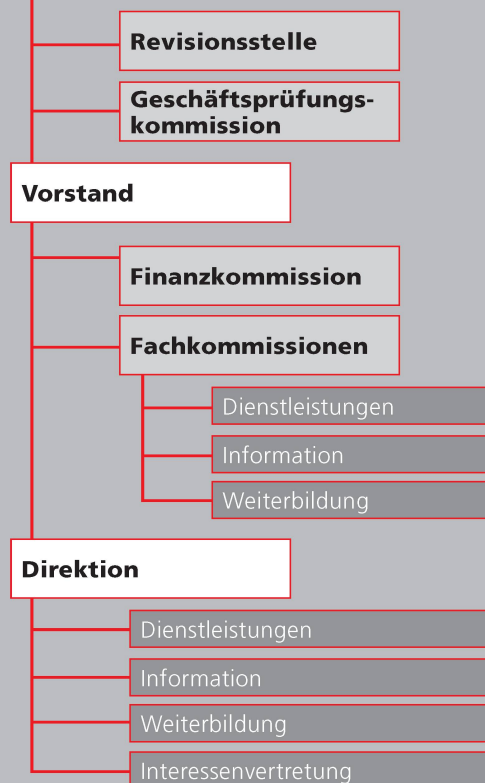 Revisionsstelle
Geschäftsprüfungs-
kommission
Vorstand
Finanzkommission
Fachkommissionen
Dienstleistungen
Information
Weiterbildung
Direktion
Dienstleistungen
Information
Weiterbildung
Interessenvertretung